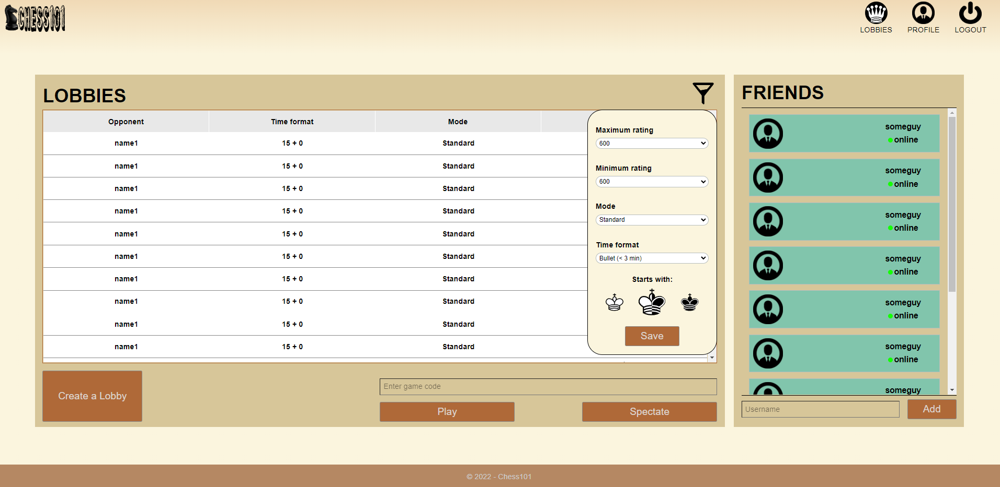 CHESS101
LOBBIES
PROFILE
LOGOUT
LOBBIES
Opponent Time format Mode
name1 15 + 0 Standard
name1 15 + 0 Standard
name1 15 + 0 Standard
name1 15 + 0 Standard
name1 15 + 0 Standard
name1 15 + 0 Standard
name1 15 + 0 Standard
name1 15 + 0 Standard
name1 15 + 0 Standard
name1 15 + 0 Standard
Maximum rating
600
Minimum rating
600
Mode
Standard
Time format
Bullet (< 3 min)
Starts with:
Save
Create a Lobby
Enter game code
Play
Spectate
FRIENDS
someguy
online
someguy
online
someguy
online
someguy
online
someguy
online
someguy
online
someguy
Username
Add
© 2022 - Chess101